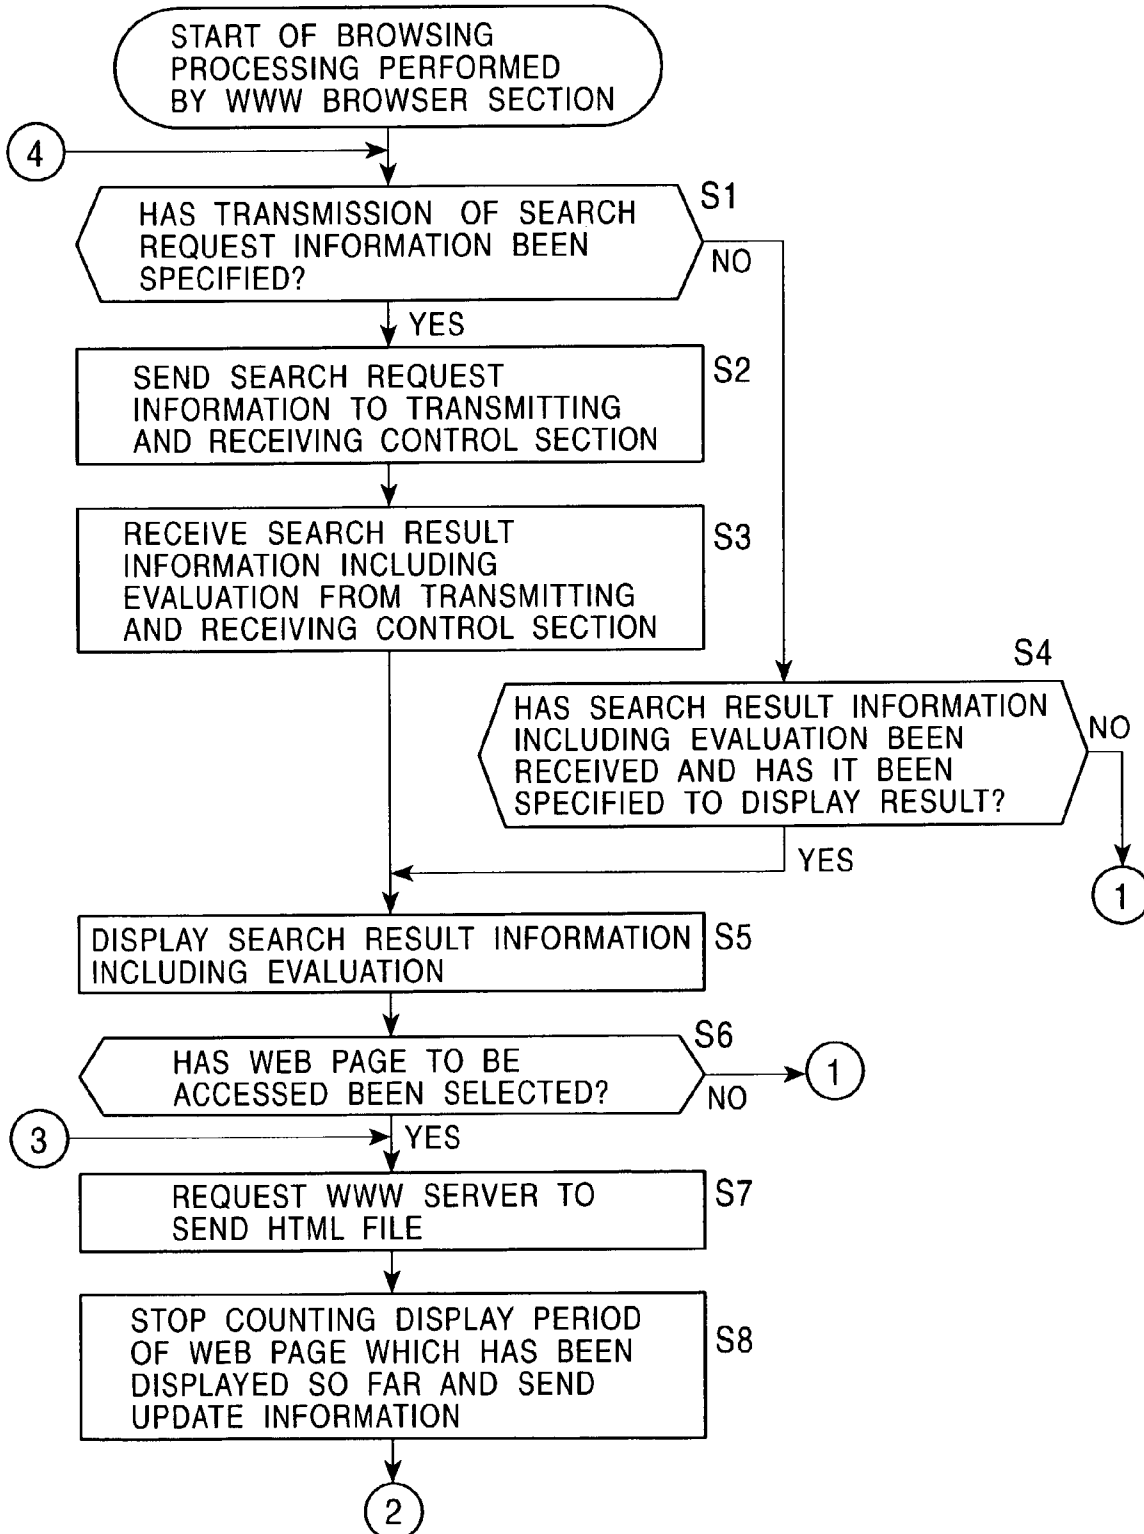 START OF BROWSING
PROCESSING PERFORMED
BY WWW BROWSER SECTION
4
S1
HAS TRANSMISSION OF SEARCH
REQUEST INFORMATION BEEN
SPECIFIED?
NO
YES
S2
SEND SEARCH REQUEST
INFORMATION TO TRANSMITTING
AND RECEIVING CONTROL SECTION
S3
RECEIVE SEARCH RESULT
INFORMATION INCLUDING
EVALUATION FROM TRANSMITTING
AND RECEIVING CONTROL SECTION
S4
HAS SEARCH RESULT INFORMATION
INCLUDING EVALUATION BEEN
RECEIVED AND HAS IT BEEN
SPECIFIED TO DISPLAY RESULT?
NO
YES
1
S5
DISPLAY SEARCH RESULT INFORMATION
INCLUDING EVALUATION
S6
HAS WEB PAGE TO BE
ACCESSED BEEN SELECTED?
NO
1
3
YES
S7
REQUEST WWW SERVER TO
SEND HTML FILE
S8
STOP COUNTING DISPLAY PERIOD
OF WEB PAGE WHICH HAS BEEN
DISPLAYED SO FAR AND SEND
UPDATE INFORMATION
2